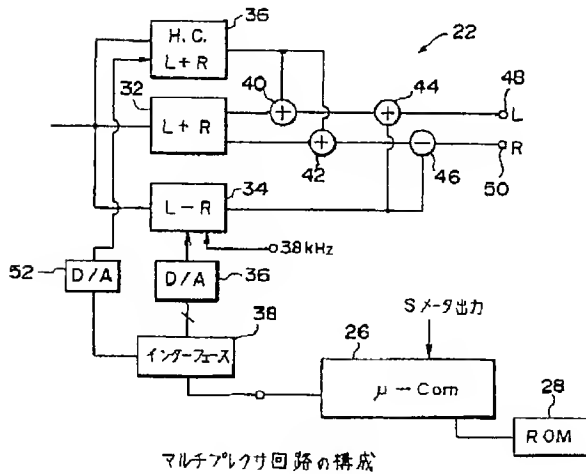 36
H.C.
L+R
22
32
40
44
48
L+R
L
42
46
R
50
34
L-R
38kHz
52
D/A
D/A
36
38
インターフェース
Sメータ出力
26
μ-Com
28
ROM
マルチプレクサ回路の構成